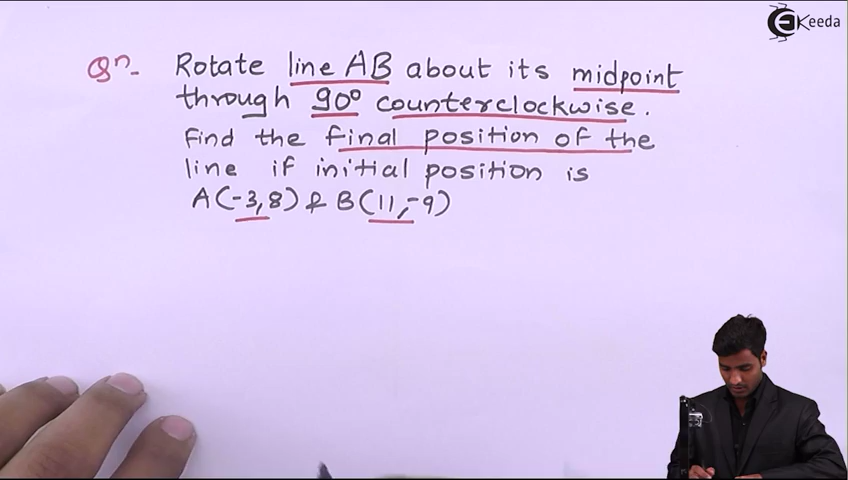 Keeda
Qn. Rotate line AB about its midpoint
through 90° counterclockwise.
Find the final position of the
line if initial position is
A(-3,8) & B(11,-9)